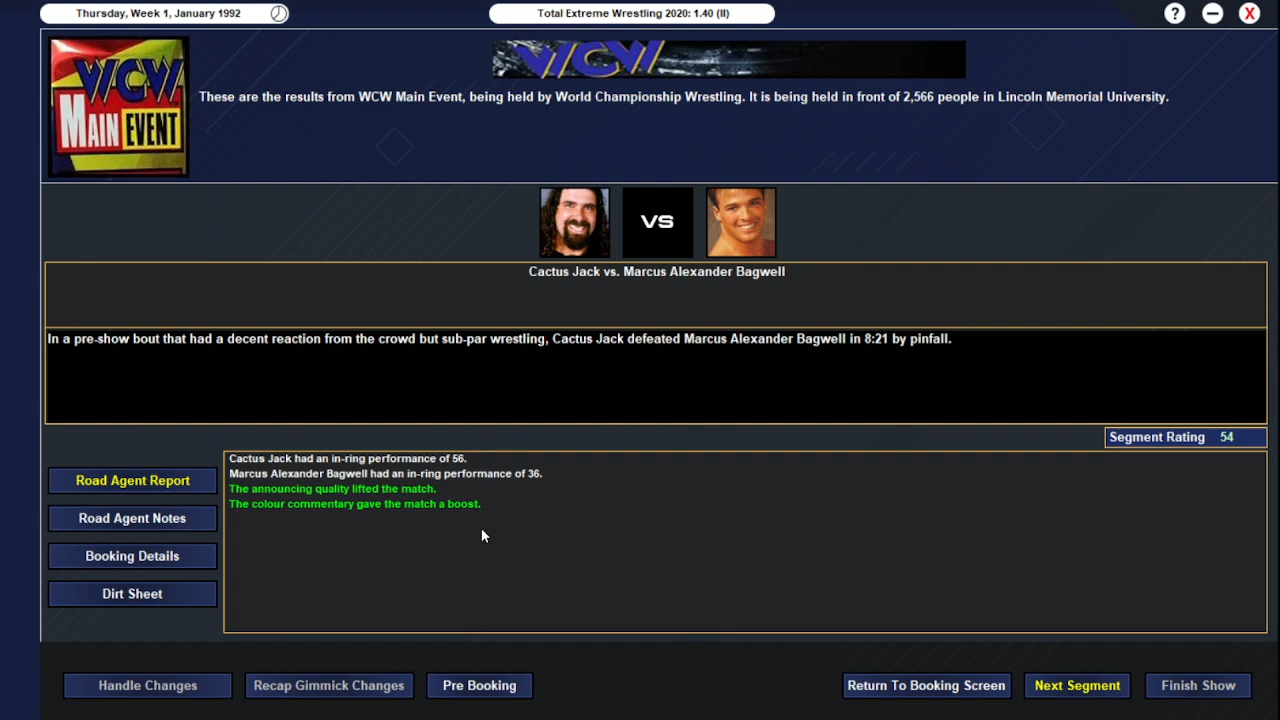 Thursday, Week 1, January 1992
Total Extreme Wrestling 2020: 1.40 (II)
?
X
WCW
MAIN EVENT
WCW
These are the results from WCW Main Event, being held by World Championship Wrestling. It is being held in front of 2,566 people in Lincoln Memorial University.
VS
Cactus Jack vs. Marcus Alexander Bagwell
In a pre-show bout that had a decent reaction from the crowd but sub-par wrestling, Cactus Jack defeated Marcus Alexander Bagwell in 8:21 by pinfall.
Segment Rating 54
Road Agent Report
Road Agent Notes
Booking Details
Dirt Sheet
Cactus Jack had an in-ring performance of 56.
Marcus Alexander Bagwell had an in-ring performance of 36.
The announcing quality lifted the match.
The colour commentary gave the match a boost.
Handle Changes
Recap Gimmick Changes
Pre Booking
Return To Booking Screen
Next Segment
Finish Show